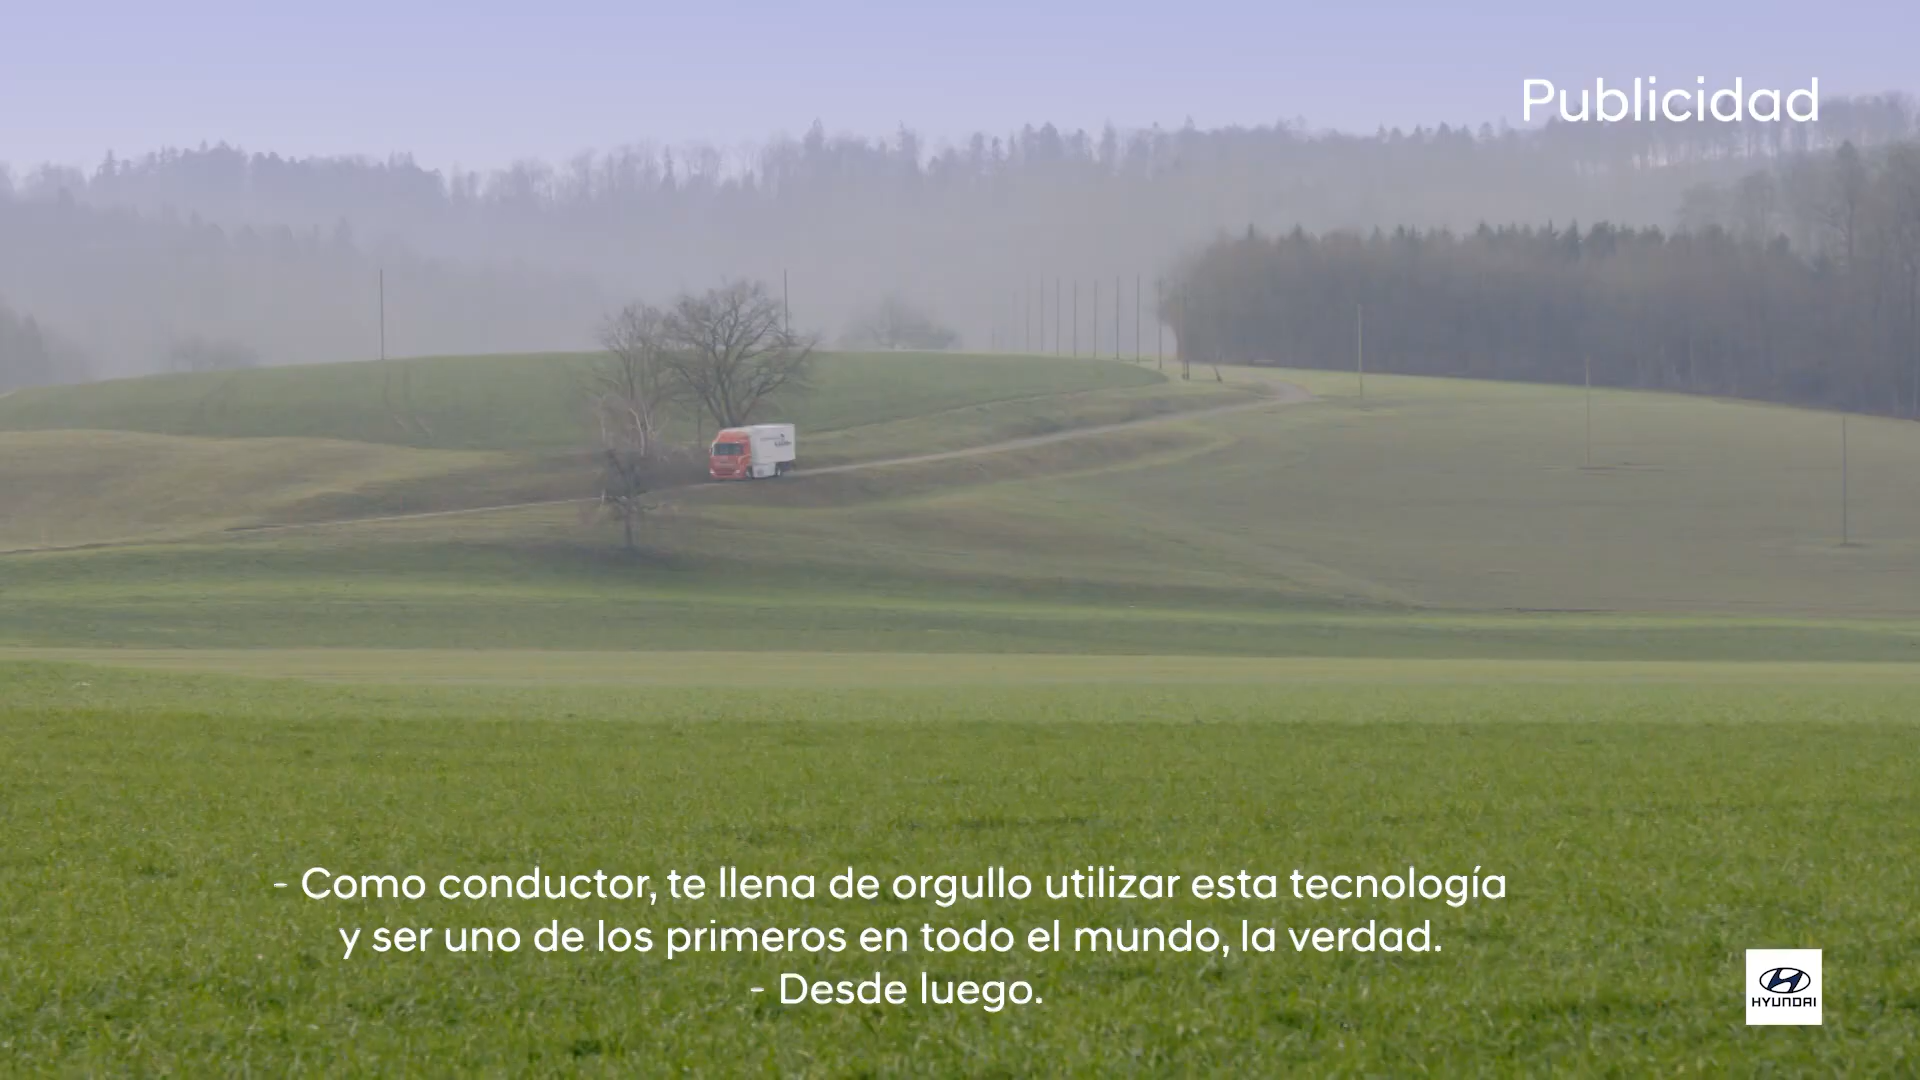 Publicidad
- Como conductor, te llena de orgullo utilizar esta tecnología
y ser uno de los primeros en todo el mundo, la verdad.
- Desde luego.
HYUNDAI